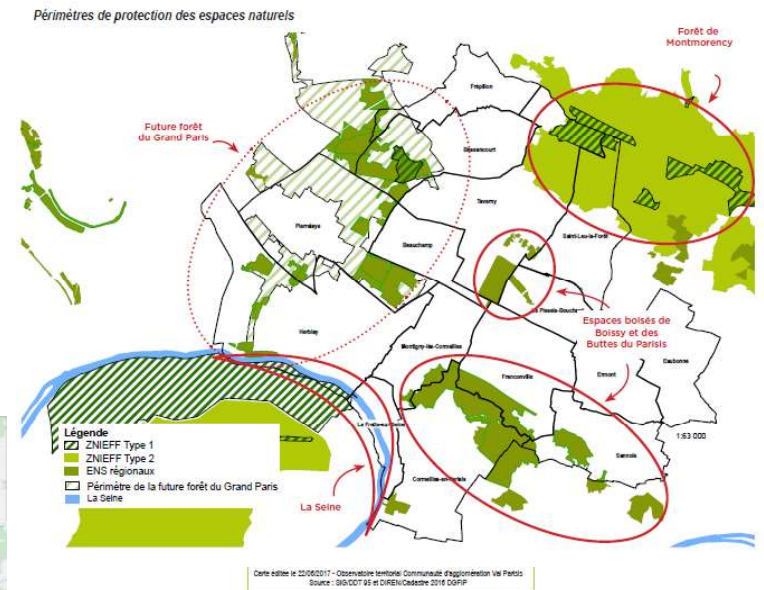 Périmètres de protection des espaces naturels
Forêt de
Montmorency
Frépillon
Future forêt
du Grand Paris
Bessancourt
Taverny
Pierrelaye
Saint-Leu-la-Forêt
Beauchamp
Le Plessis-Bouchard
Espaces boisés de
Boissy et des
Buttes du Parisis
Herblay
Montigny-lès-Cormeilles
Eaubonne
Franconville
Ermont
La Frette-sur-Seine
1:63 000
Sannois
Cormeilles-en-Parisis
Légende
ZNIEFF Type 1
ZNIEFF Type 2
ENS régionaux
Périmètre de la future forêt du Grand Paris
La Seine
La Seine
Carte éditée le 22/06/2017 - Observatoire territorial Communauté d'agglomération Val Parisis
Source : SIG/DDT 95 et DIREN/Cadastre 2016 DGFIP